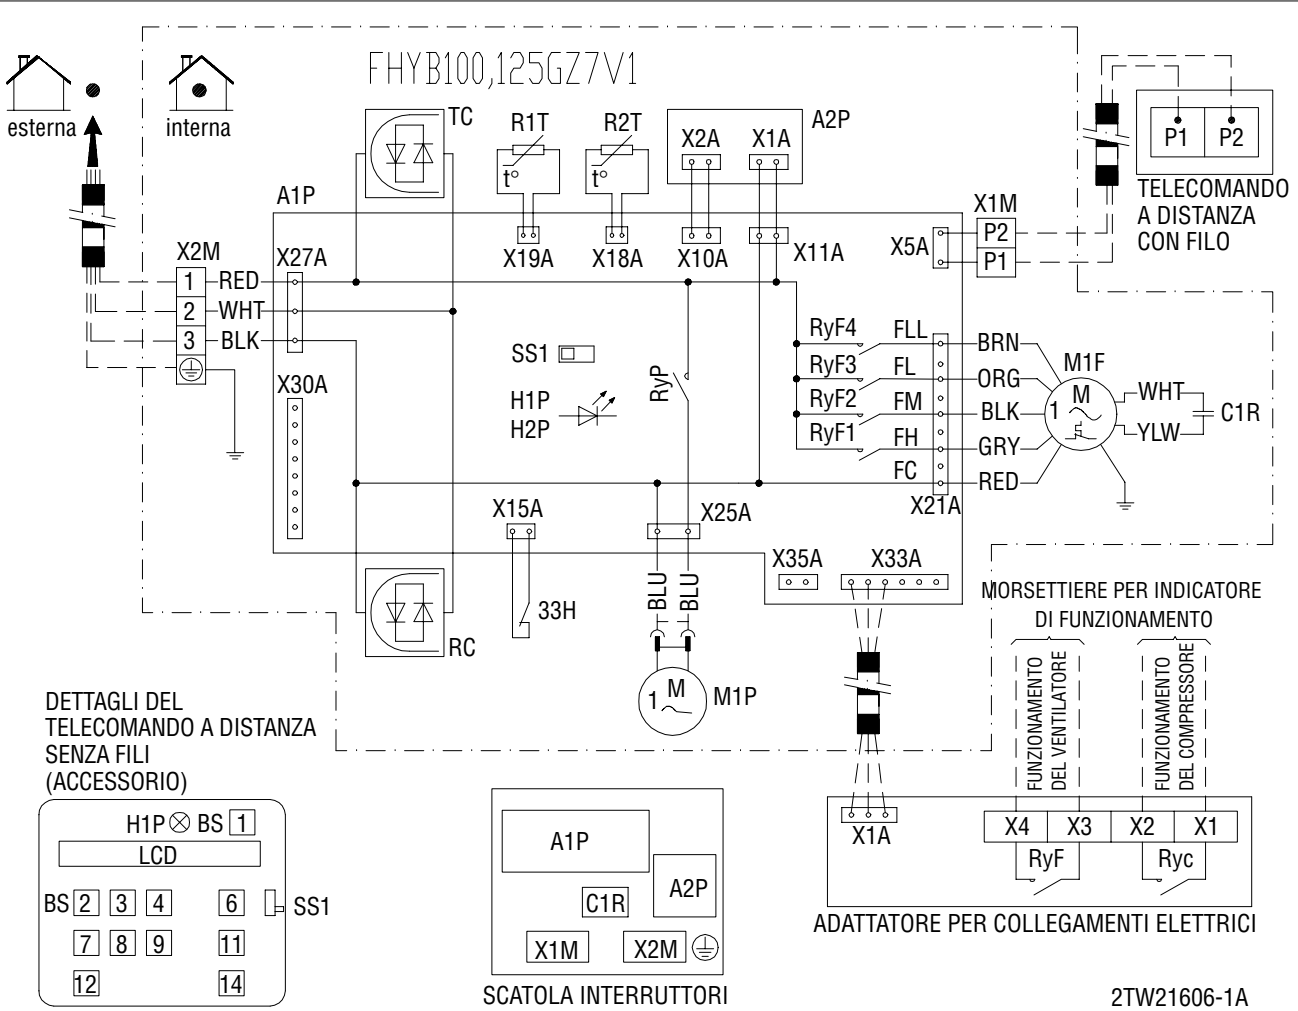 FHYB100,125GZ7V1
esterna
interna
TC
R1T
R2T
t°
t°
X2A
X1A
A2P
P1
P2
TELECOMANDO
A DISTANZA
CON FILO
A1P
X1M
P2
P1
X5A
X2M
X27A
X19A
X18A
X10A
X11A
1
RED
2
WHT
3
BLK
X30A
SS1
H1P
H2P
RyP
RyF4
FLL
BRN
RyF3
FL
ORG
RyF2
FM
BLK
RyF1
FH
GRY
FC
RED
X21A
M1F
M
1
WHT
YLW
C1R
X15A
X25A
33H
BLU
BLU
X35A
X33A
RC
M
1
M1P
MORSETTIERE PER INDICATORE
DI FUNZIONAMENTO
FUNZIONAMENTO
DEL VENTILATORE
FUNZIONAMENTO
DEL COMPRESSORE
DETTAGLI DEL
TELECOMANDO A DISTANZA
SENZA FILI
(ACCESSORIO)
H1P
BS
1
LCD
BS
2
3
4
6
SS1
7
8
9
11
12
14
A1P
A2P
C1R
X1M
X2M
SCATOLA INTERRUTTORI
X1A
X4
X3
X2
X1
RyF
Ryc
ADATTATORE PER COLLEGAMENTI ELETTRICI
2TW21606-1A